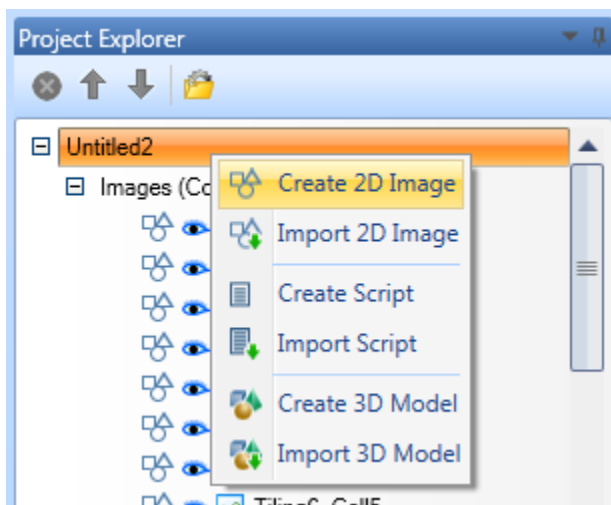 Project Explorer
Untitled2
Images (Co
Create 2D Image
Import 2D Image
Create Script
Import Script
Create 3D Model
Import 3D Model
Tiling6_Cell5